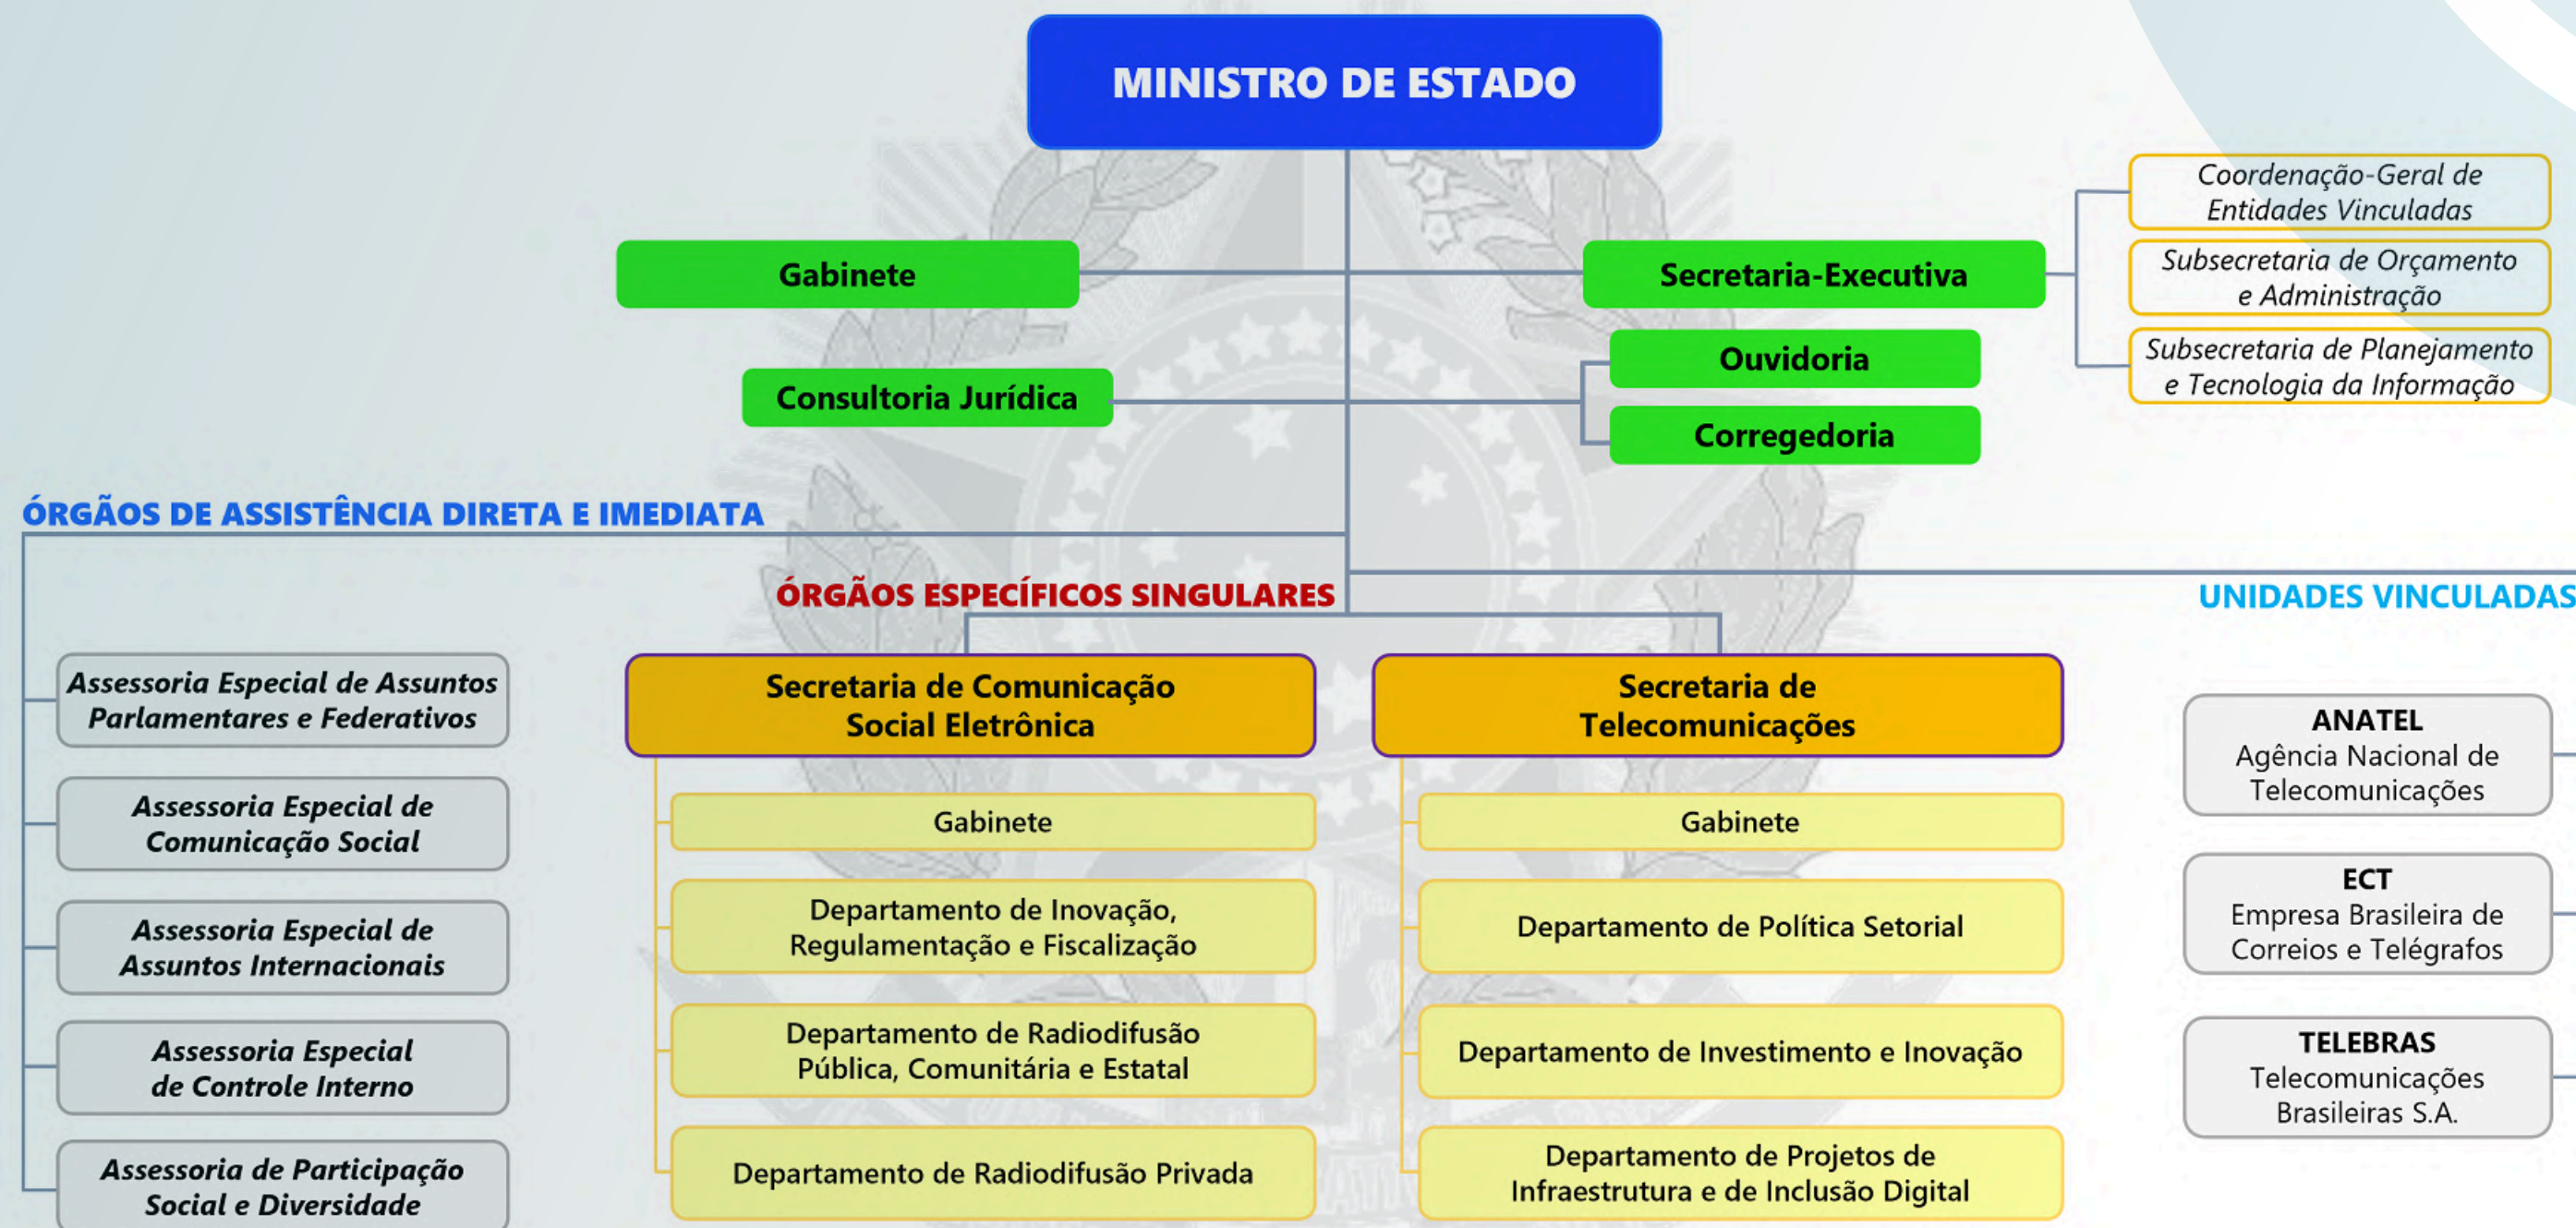 MINISTRO DE ESTADO
Gabinete
Secretaria-Executiva
Coordenação-Geral de
Entidades Vinculadas
Subsecretaria de Orçamento
e Administração
Subsecretaria de Planejamento
e Tecnologia da Informação
Consultoria Jurídica
Ouvidoria
Corregedoria
ÓRGÃOS DE ASSISTÊNCIA DIRETA E IMEDIATA
Assessoria Especial de Assuntos
Parlamentares e Federativos
Assessoria Especial de
Comunicação Social
Assessoria Especial de
Assuntos Internacionais
Assessoria Especial
de Controle Interno
Assessoria de Participação
Social e Diversidade
ÓRGÃOS ESPECÍFICOS SINGULARES
Secretaria de Comunicação
Social Eletrônica
Gabinete
Departamento de Inovação,
Regulamentação e Fiscalização
Departamento de Radiodifusão
Pública, Comunitária e Estatal
Departamento de Radiodifusão Privada
Secretaria de
Telecomunicações
Gabinete
Departamento de Política Setorial
Departamento de Investimento e Inovação
Departamento de Projetos de
Infraestrutura e de Inclusão Digital
UNIDADES VINCULADAS
ANATEL
Agência Nacional de
Telecomunicações
ECT
Empresa Brasileira de
Correios e Telégrafos
TELEBRAS
Telecomunicações
Brasileiras S.A.